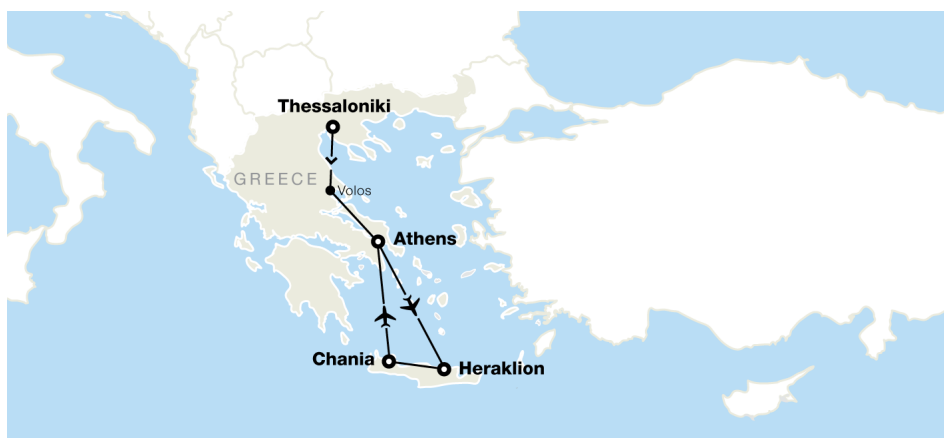 Thessaloniki
GREECE
Volos
Athens
Chania
Heraklion